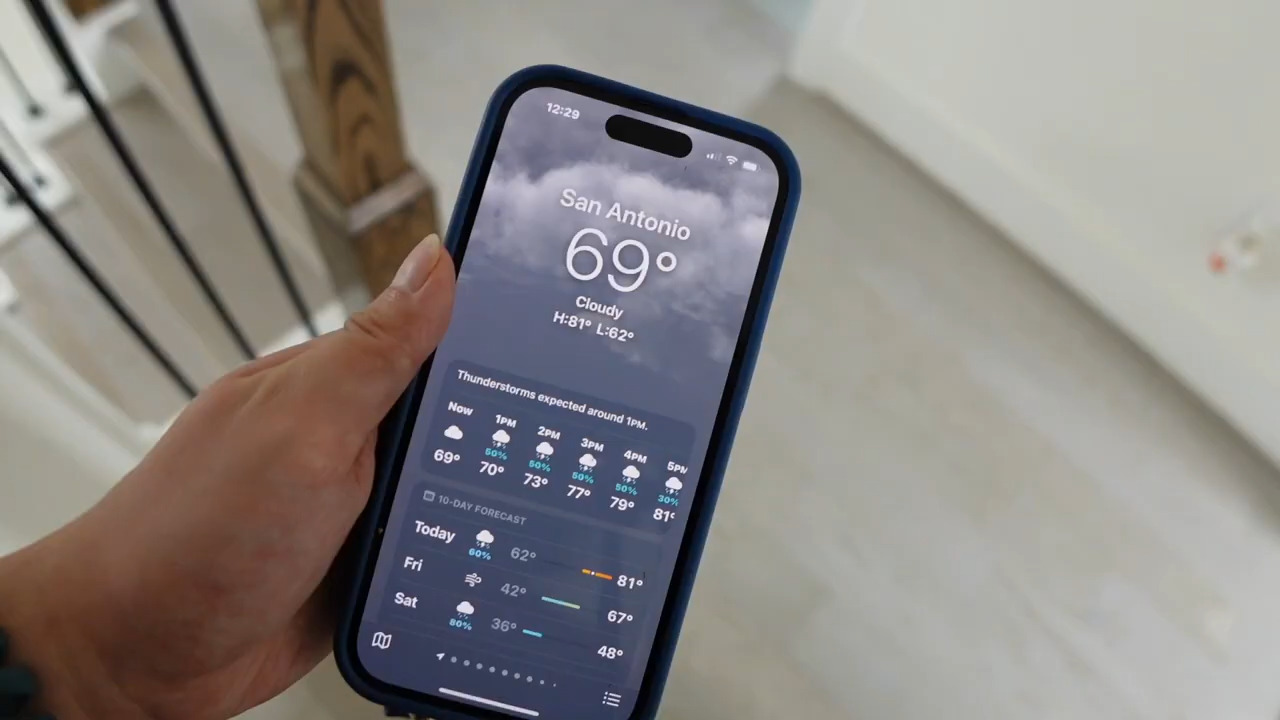 12:29
San Antonio
69°
Cloudy
H:81° L:62°
Thunderstorms expected around 1PM.
Now 1PM 2PM 3PM 4PM 5PM
50% 50% 50% 50% 30%
69° 70° 73° 77° 79° 81°
10-DAY FORECAST
Today 60% 62° 81°
Fri 42° 67°
Sat 80% 36° 48°